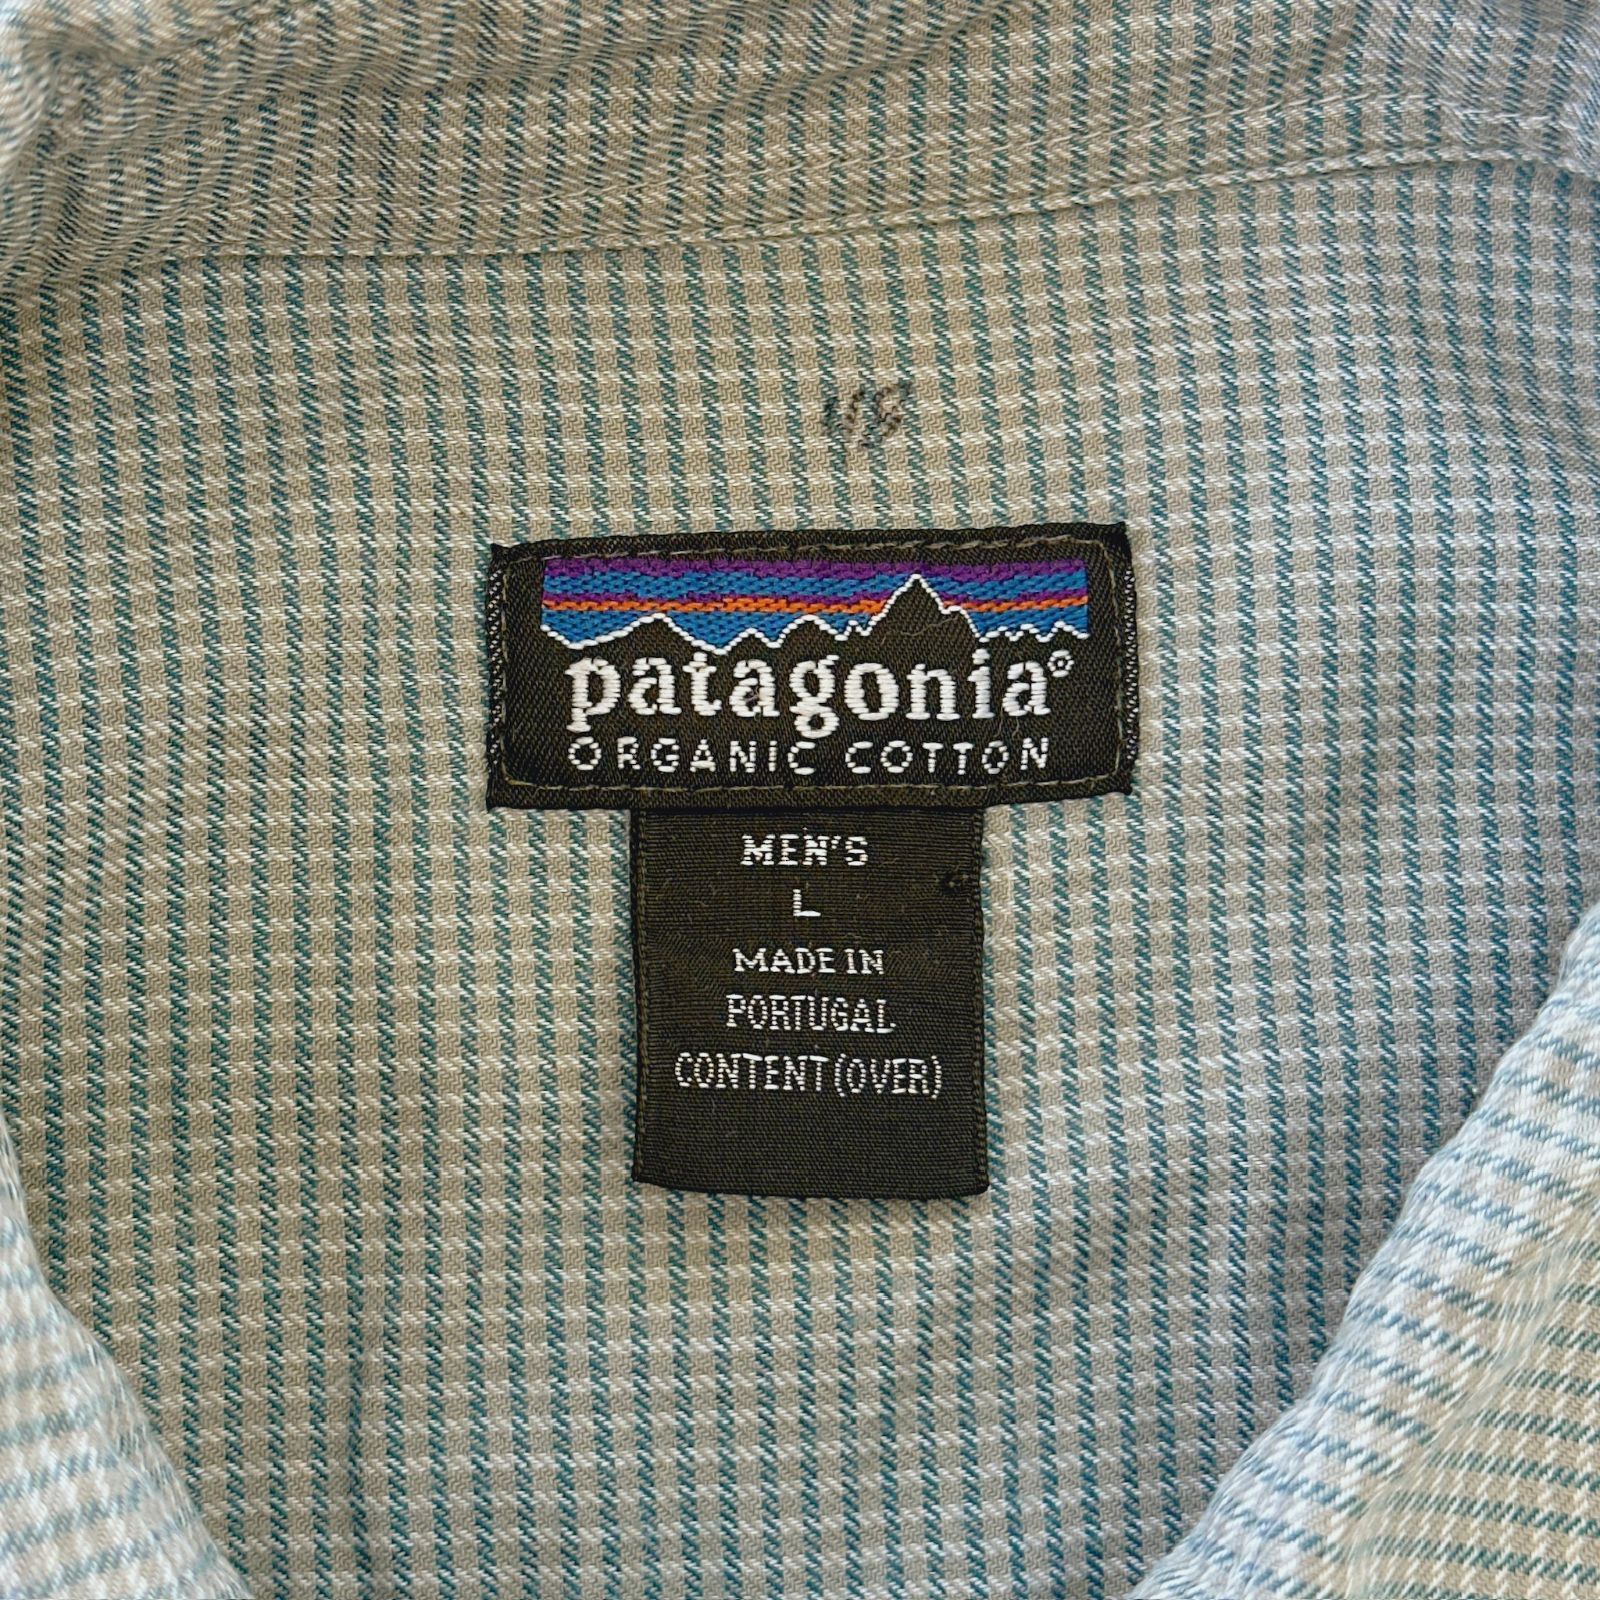 patagonia®
ORGANIC COTTON
MEN'S
L
MADE IN
PORTUGAL
CONTENT (OVER)